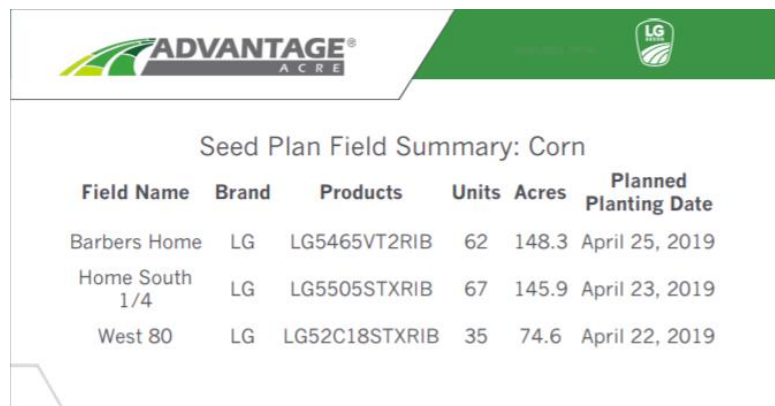 ADVANTAGE®
ACRE
LG
SEEDS
Seed Plan Field Summary: Corn
Field Name Brand Products Units Acres Planned Planting Date
Barbers Home LG LG5465VT2RIB 62 148.3 April 25, 2019
Home South 1/4 LG LG5505STXRIB 67 145.9 April 23, 2019
West 80 LG LG52C18STXRIB 35 74.6 April 22, 2019